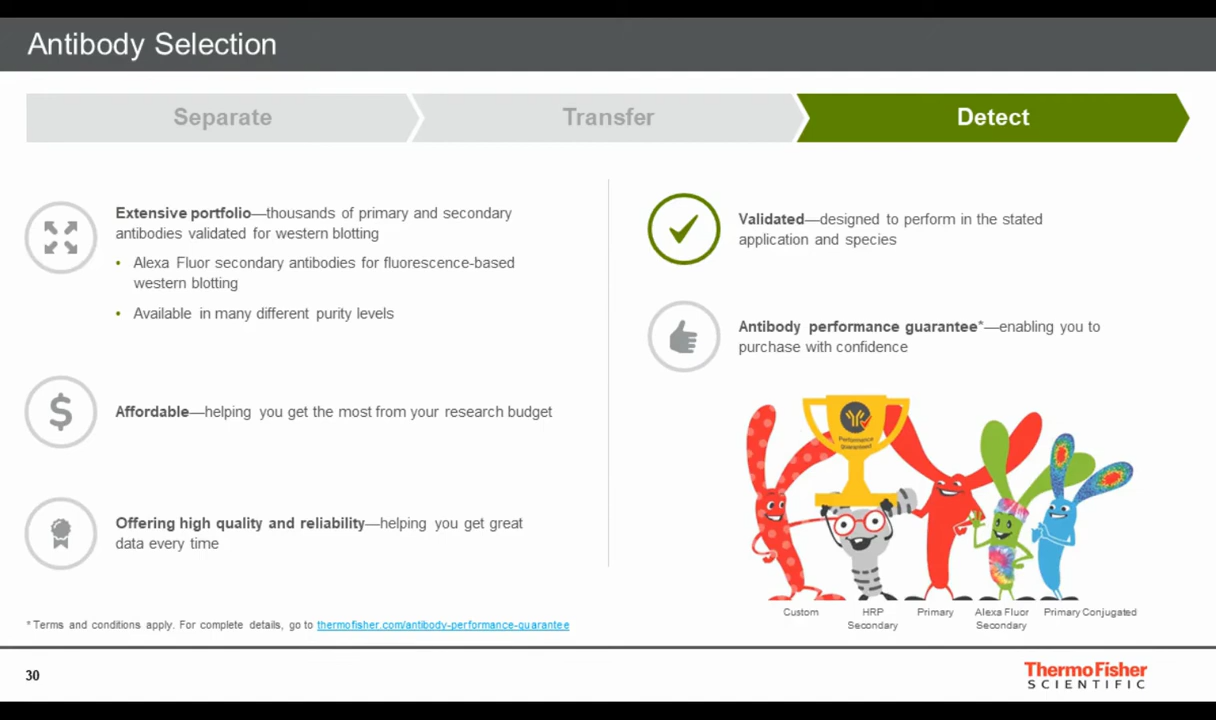 Antibody Selection
Separate
Transfer
Detect
Extensive portfolio—thousands of primary and secondary
antibodies validated for western blotting
• Alexa Fluor secondary antibodies for fluorescence-based
western blotting
• Available in many different purity levels
Affordable—helping you get the most from your research budget
Offering high quality and reliability—helping you get great
data every time
Validated—designed to perform in the stated
application and species
Antibody performance guarantee*—enabling you to
purchase with confidence
Performance
Guaranteed
Custom
HRP
Secondary
Primary
Alexa Fluor
Secondary
Primary Conjugated
* Terms and conditions apply. For complete details, go to thermofisher.com/antibody-performance-guarantee
30
ThermoFisher
SCIENTIFIC